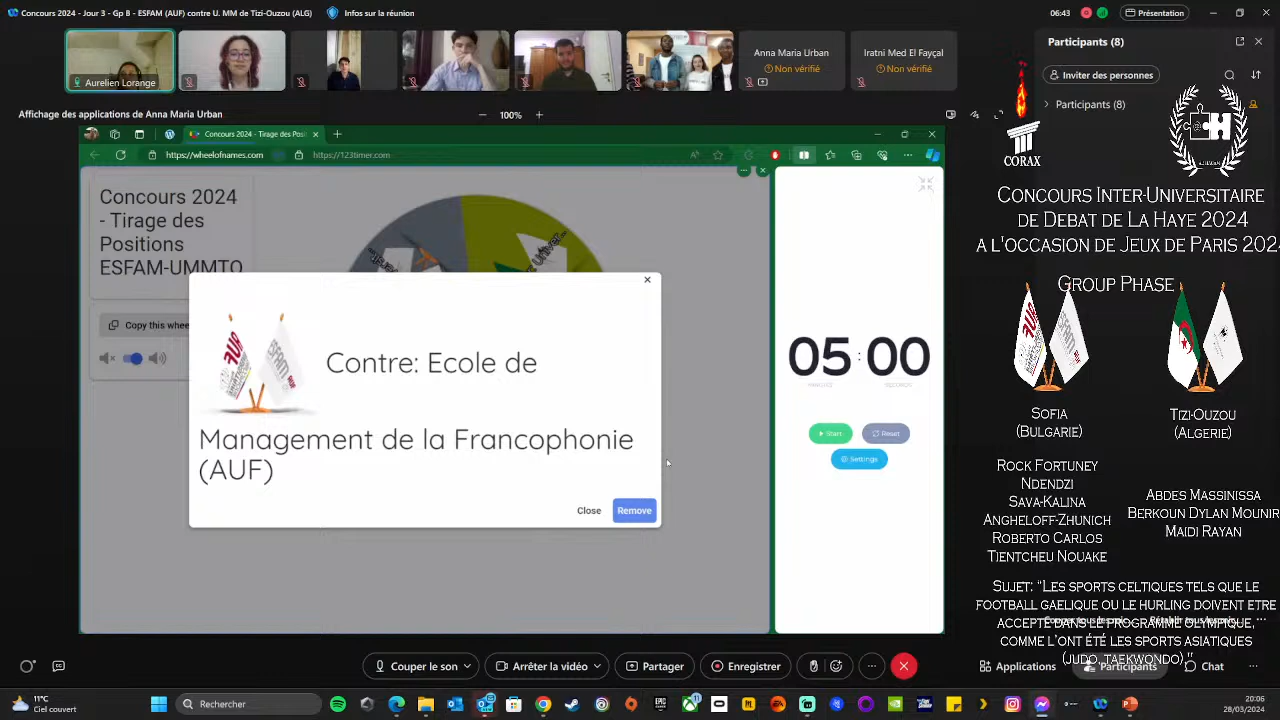 Concours 2024 - Jour 3 - Gp B - ESFAM (AUF) contre U. MM de Tizi-Ouzou (ALG)
Infos sur la réunion
06:43
Présentation
Aurelien Lorange
Anna Maria Urban
Non vérifié
Iratni Med El Fayçal
Non vérifié
Participants (8)
Inviter des personnes
Participants (8)
Affichage des applications de Anna Maria Urban
100%
Concours 2024 - Tirage des Posi
https://wheelofnames.com
https://123timer.com
Concours 2024
- Tirage des
Positions
ESFAM-UMMTO
Copy this whee
Contre: Ecole de
Management de la Francophonie
(AUF)
Close
Remove
05:00
MINUTES
SECONDS
Start
Reset
Settings
CORAX
Concours Inter-Universitaire
de Debat de La Haye 2024
a l'occasion de Jeux de Paris 202
Group Phase
Sofia
(Bulgarie)
Tizi-Ouzou
(Algerie)
Rock Fortuney
Ndendzi
Sava-Kalina
Angheloff-Zhunich
Roberto Carlos
Tientcheu Nouake
Abdes Massinissa
Berkoun Dylan Mounir
Maidi Rayan
Sujet: "Les sports celtiques tels que le
football gaelique ou le hurling doivent etre
acceptes dans le programme olympique,
comme l'ont été les sports asiatiques
(judo, taekwondo)."
Couper le son
Arrêter la vidéo
Partager
Enregistrer
Applications
Participants
Chat
11°C
Ciel couvert
Rechercher
20:06
28/03/2024